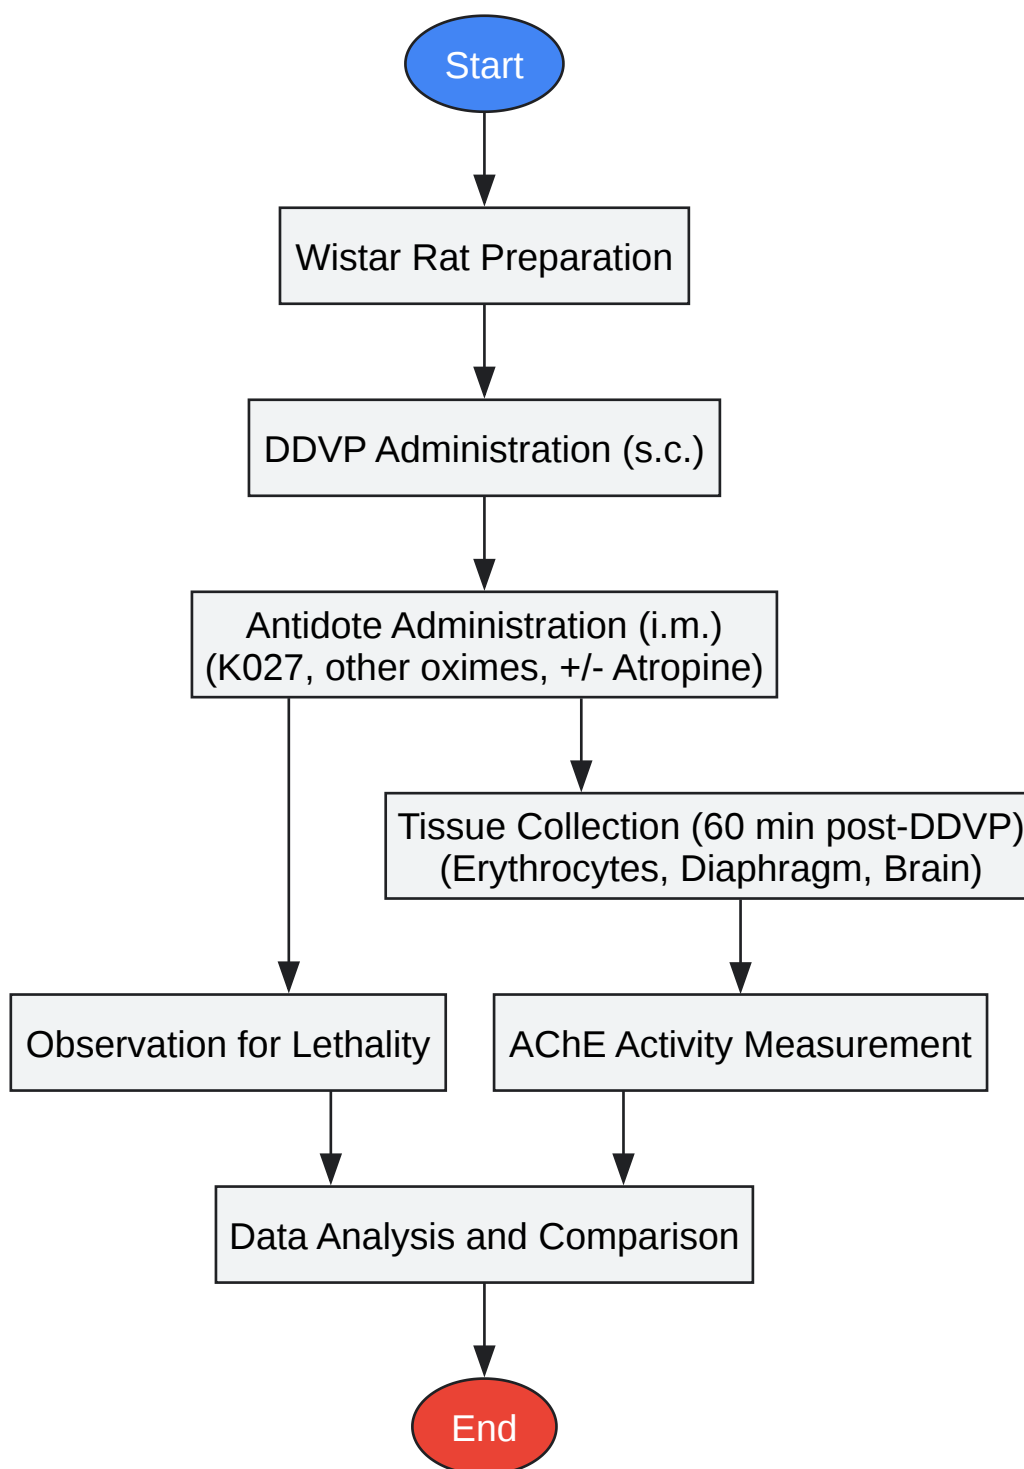 Start
Wistar Rat Preparation
DDVP Administration (s.c.)
Antidote Administration (i.m.)
(K027, other oximes, +/- Atropine)
Tissue Collection (60 min post-DDVP)
(Erythrocytes, Diaphragm, Brain)
Observation for Lethality
AChE Activity Measurement
Data Analysis and Comparison
End